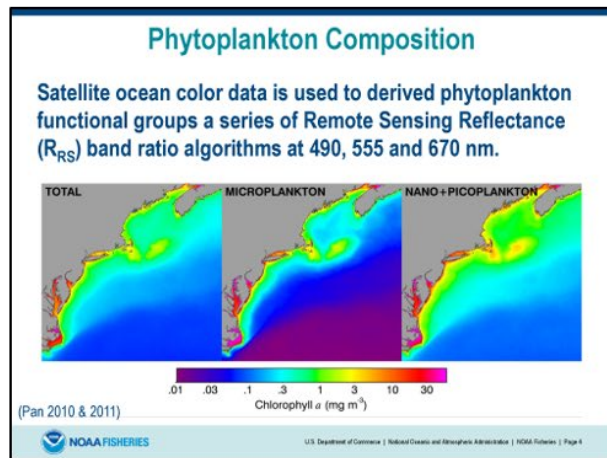 Phytoplankton Composition
Satellite ocean color data is used to derived phytoplankton
functional groups a series of Remote Sensing Reflectance
(RRS) band ratio algorithms at 490, 555 and 670 nm.
TOTAL MICROPLANKTON NANO+PICOPLANKTON
.01 .03 .1 .3 1 3 10 30
Chlorophyll a (mg m-3)
(Pan 2010 & 2011)
NOAA FISHERIES
U.S. Department of Commerce | National Oceanic and Atmospheric Administration | NOAA Fisheries | Page 6